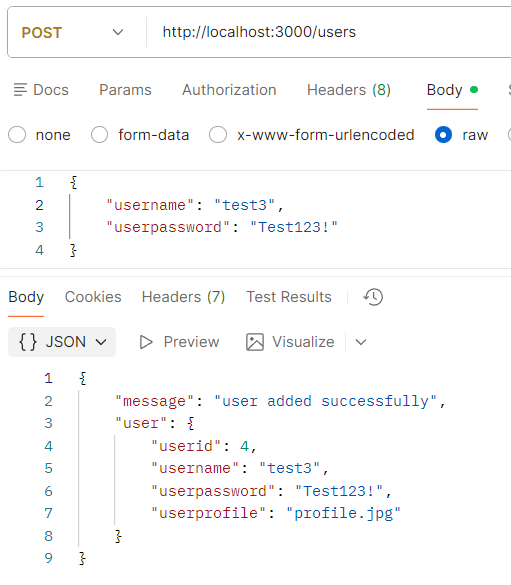 POST http://localhost:3000/users
Docs Params Authorization Headers (8) Body
none form-data x-www-form-urlencoded raw
1 {
2 "username": "test3",
3 "userpassword": "Test123!"
4 }
Body Cookies Headers (7) Test Results
{} JSON Preview Visualize
1 {
2 "message": "user added successfully",
3 "user": {
4 "userid": 4,
5 "username": "test3",
6 "userpassword": "Test123!",
7 "userprofile": "profile.jpg"
8 }
9 }